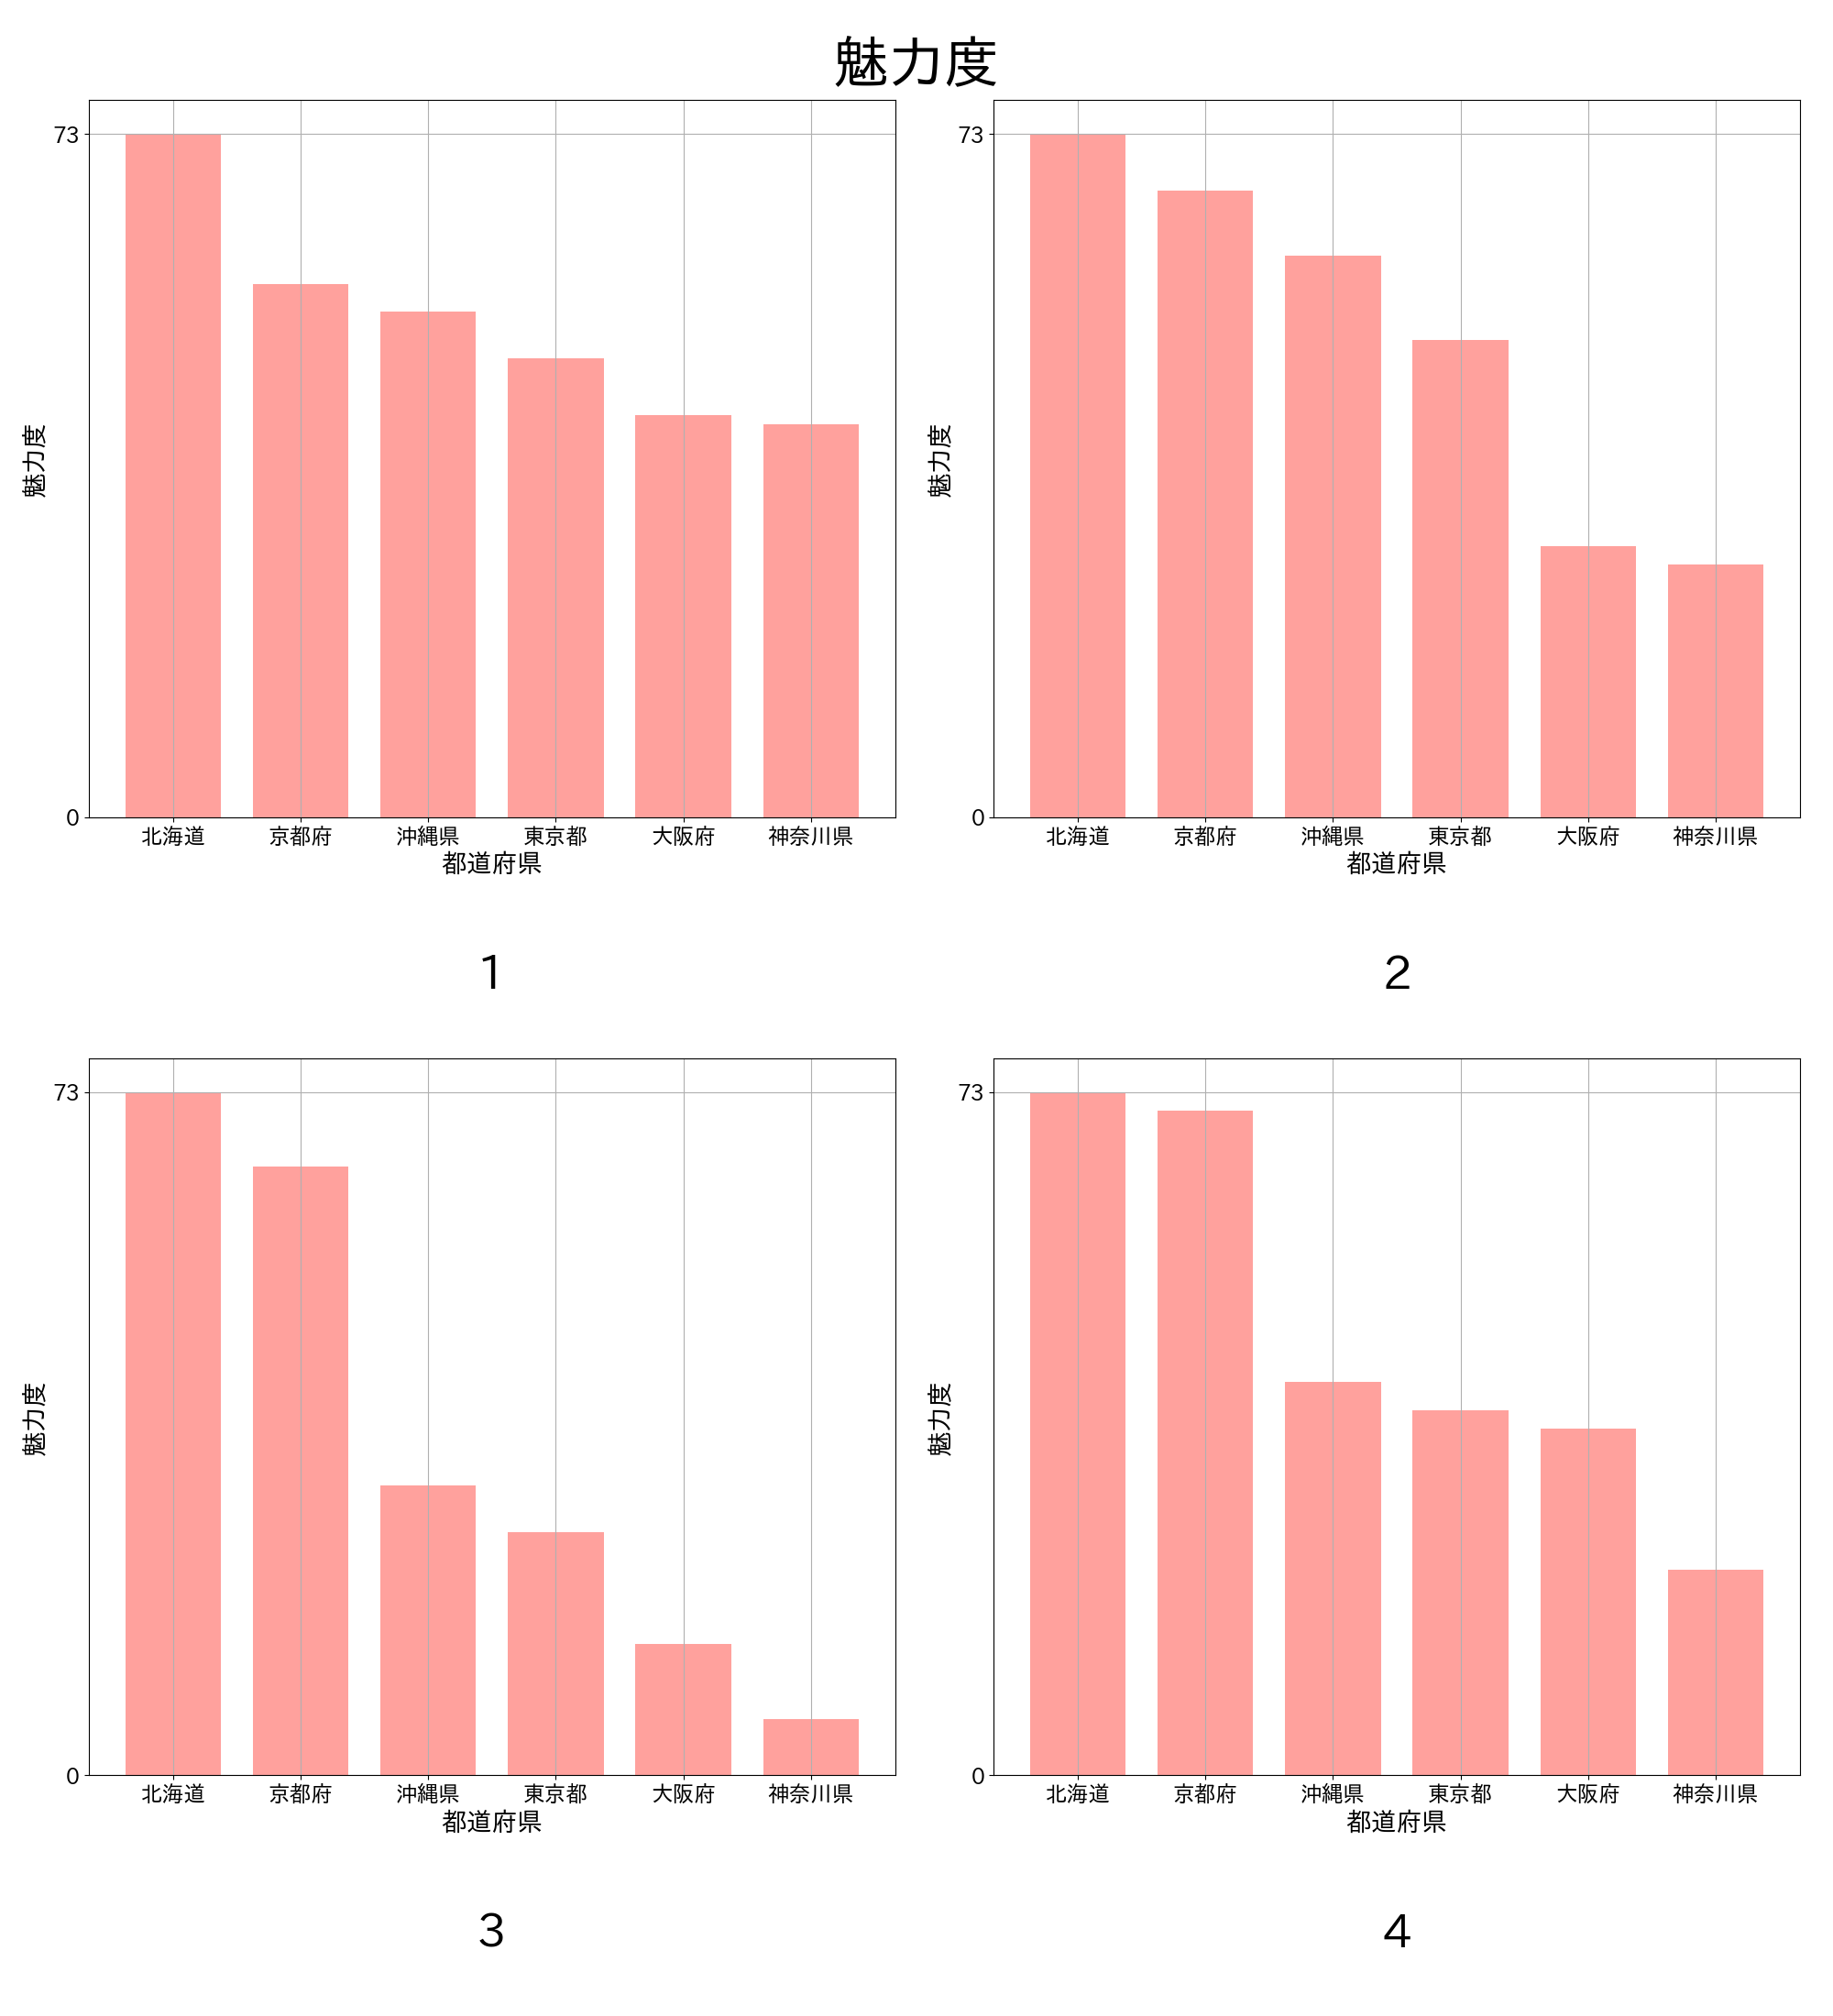 魅力度
73
0
魅力度
北海道 京都府 沖縄県 東京都 大阪府 神奈川県
都道府県
1
73
0
魅力度
北海道 京都府 沖縄県 東京都 大阪府 神奈川県
都道府県
2
73
0
魅力度
北海道 京都府 沖縄県 東京都 大阪府 神奈川県
都道府県
3
73
0
魅力度
北海道 京都府 沖縄県 東京都 大阪府 神奈川県
都道府県
4